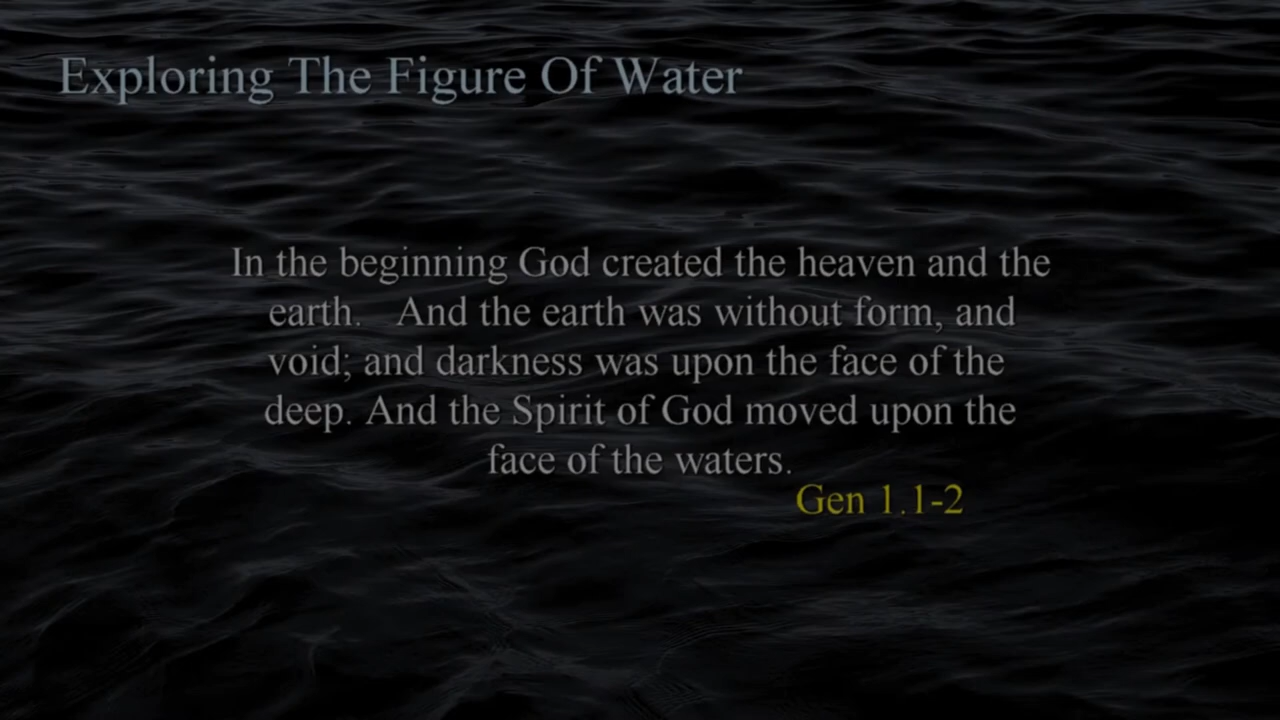 Exploring The Figure Of Water
In the beginning God created the heaven and the
earth.   And the earth was without form, and
void; and darkness was upon the face of the
deep. And the Spirit of God moved upon the
face of the waters.
Gen 1.1-2